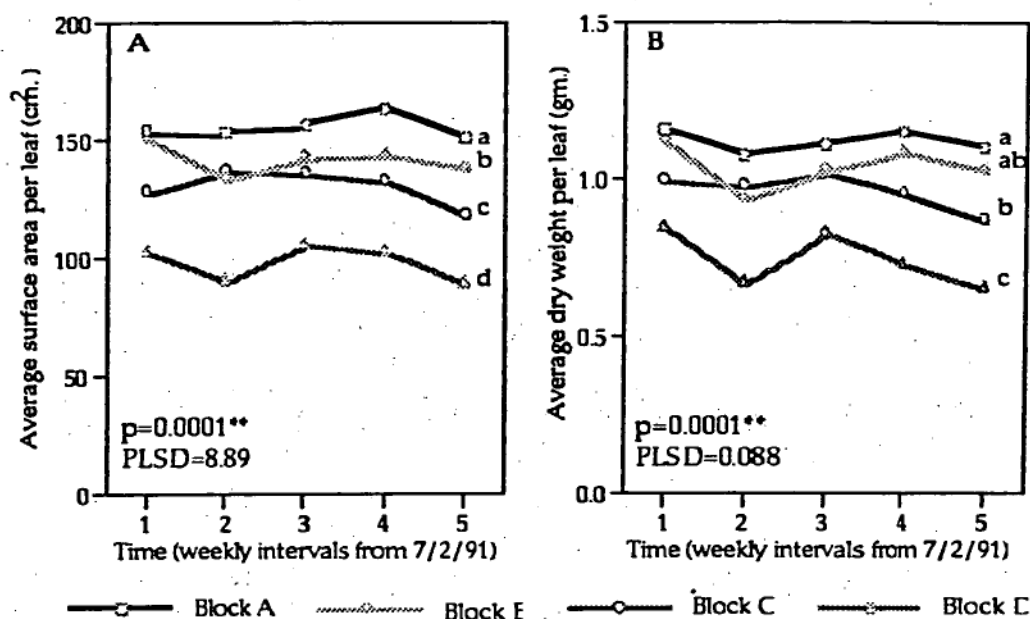 A
Average surface area per leaf (cm.²)
200
150
100
50
0
a
b
c
d
p=0.0001**
PLSD=8.89
1 2 3 4 5
Time (weekly intervals from 7/2/91)
B
Average dry weight per leaf (gm.)
1.5
1.0
0.5
0.0
a
ab
b
c
p=0.0001**
PLSD=0.088
1 2 3 4 5
Time (weekly intervals from 7/2/91)
Block A Block Block C Block